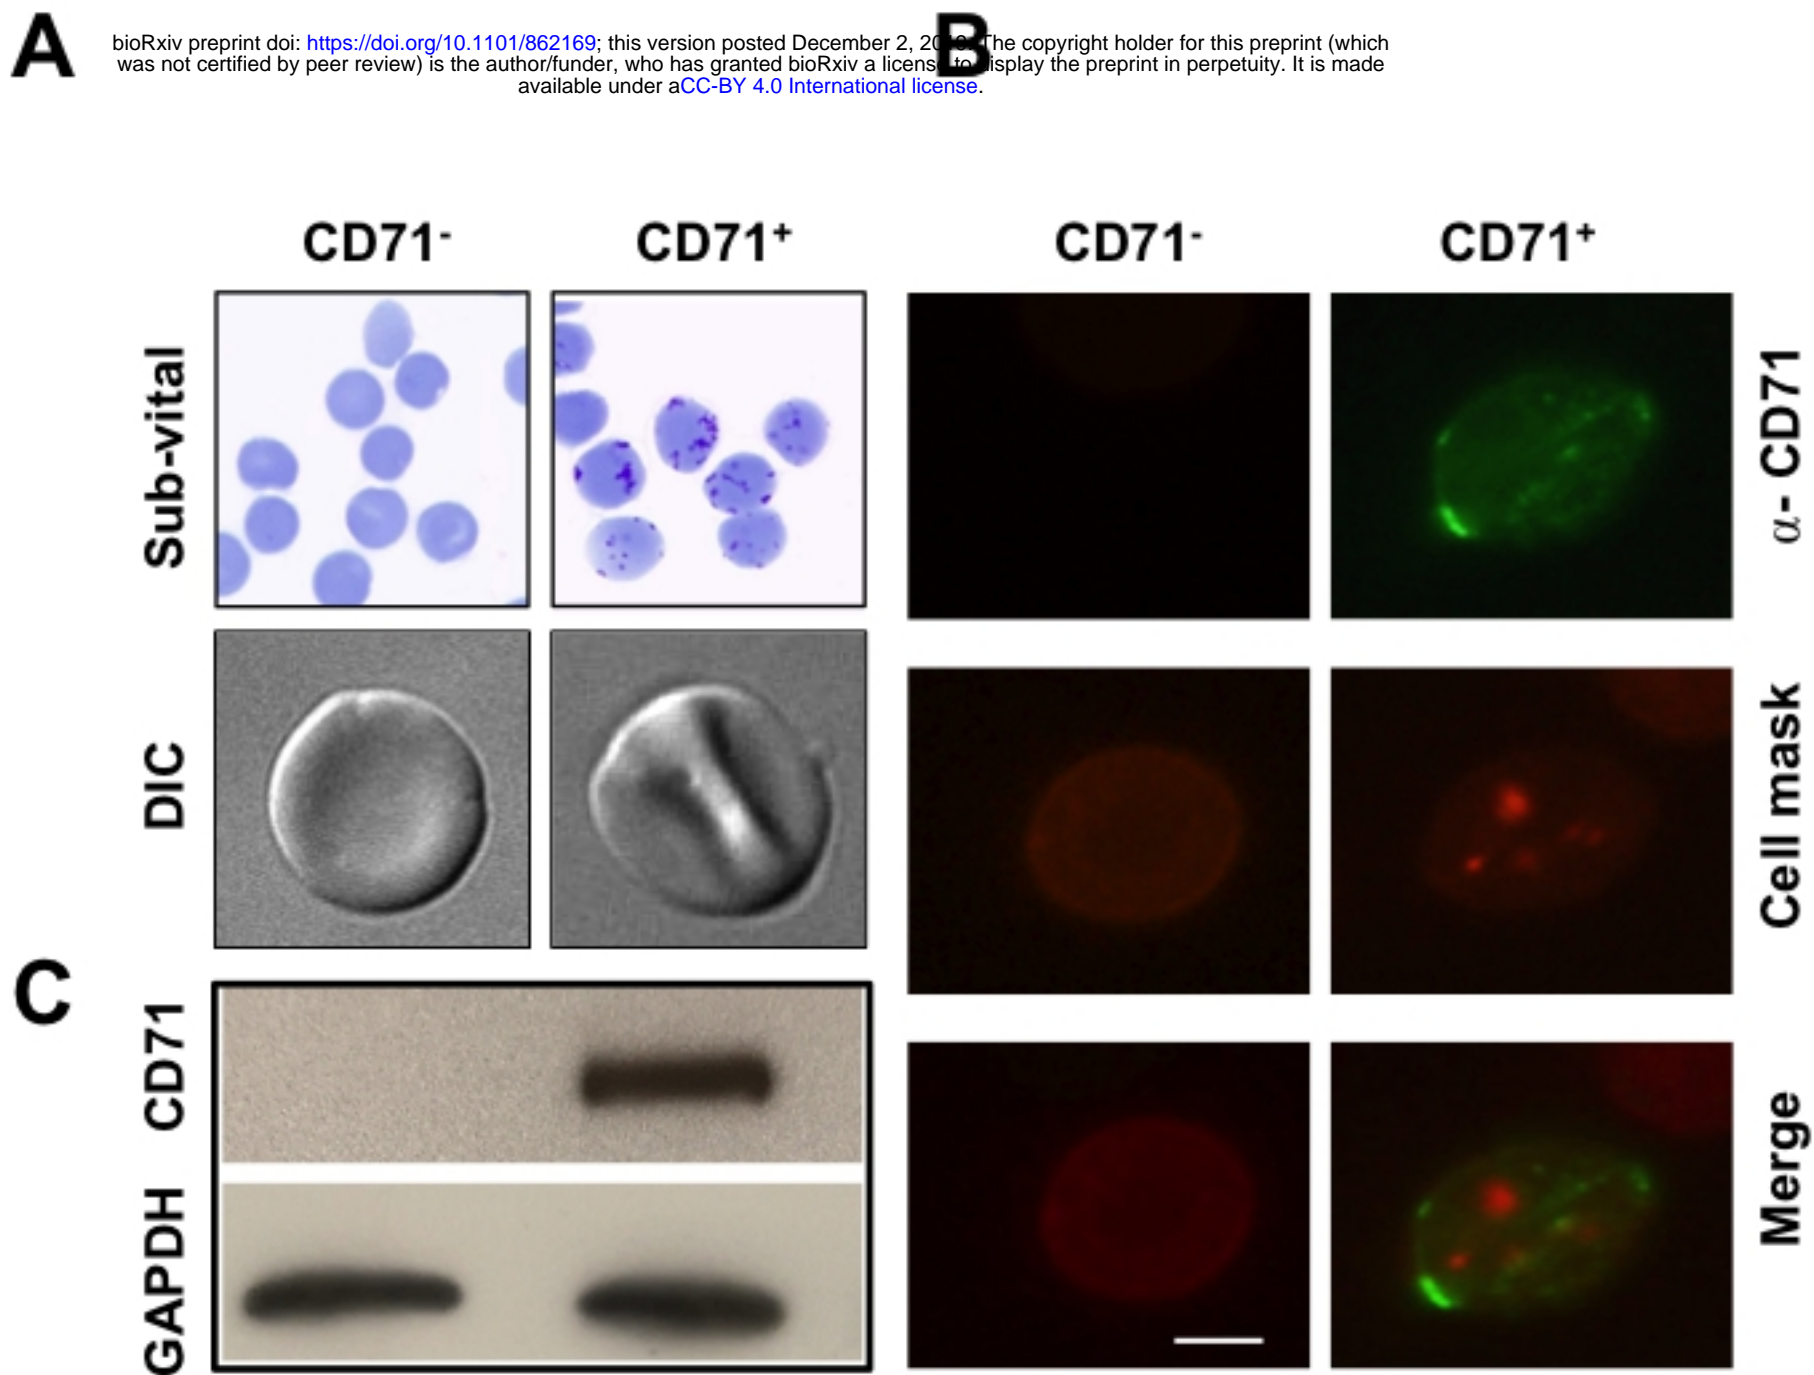 A
B
bioRxiv preprint doi: https://doi.org/10.1101/862169; this version posted December 2, The copyright holder for this preprint (which
was not certified by peer review) is the author/funder, who has granted bioRxiv a license to display the preprint in perpetuity. It is made
available under aCC-BY 4.0 International license.
CD71-
CD71+
CD71-
CD71+
Sub-vital
DIC
α- CD71
Cell mask
Merge
C
CD71
GAPDH